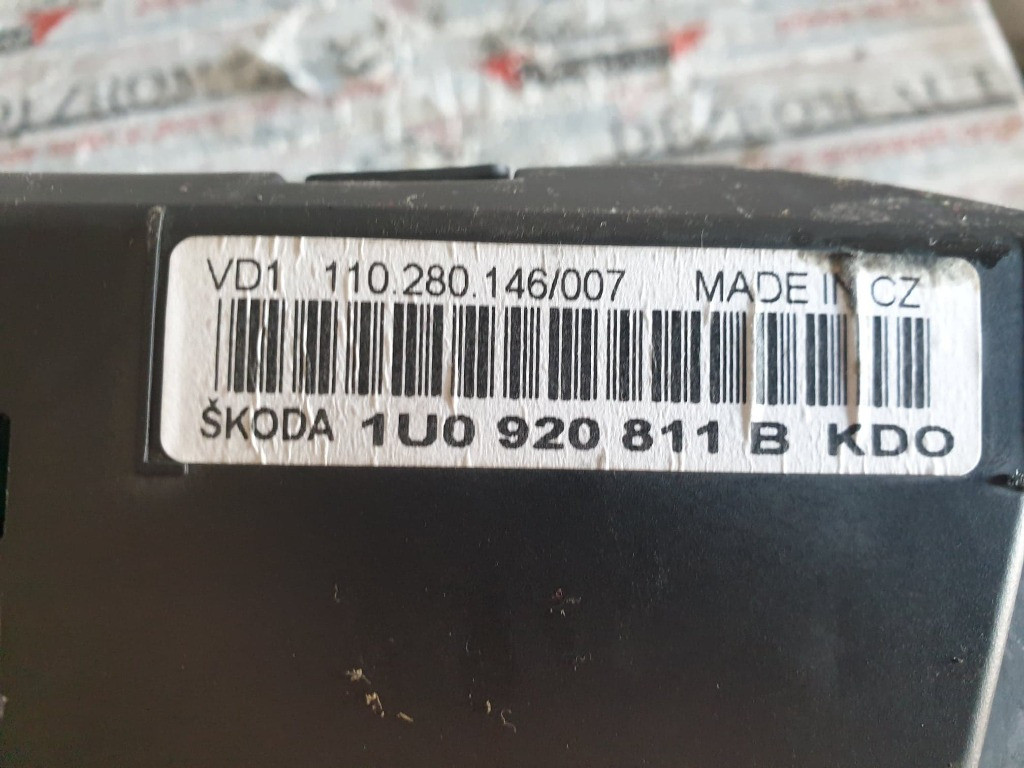 VD1 110.280.146/007 MADE IN CZ
ŠKODA 1U0 920 811 B KDO